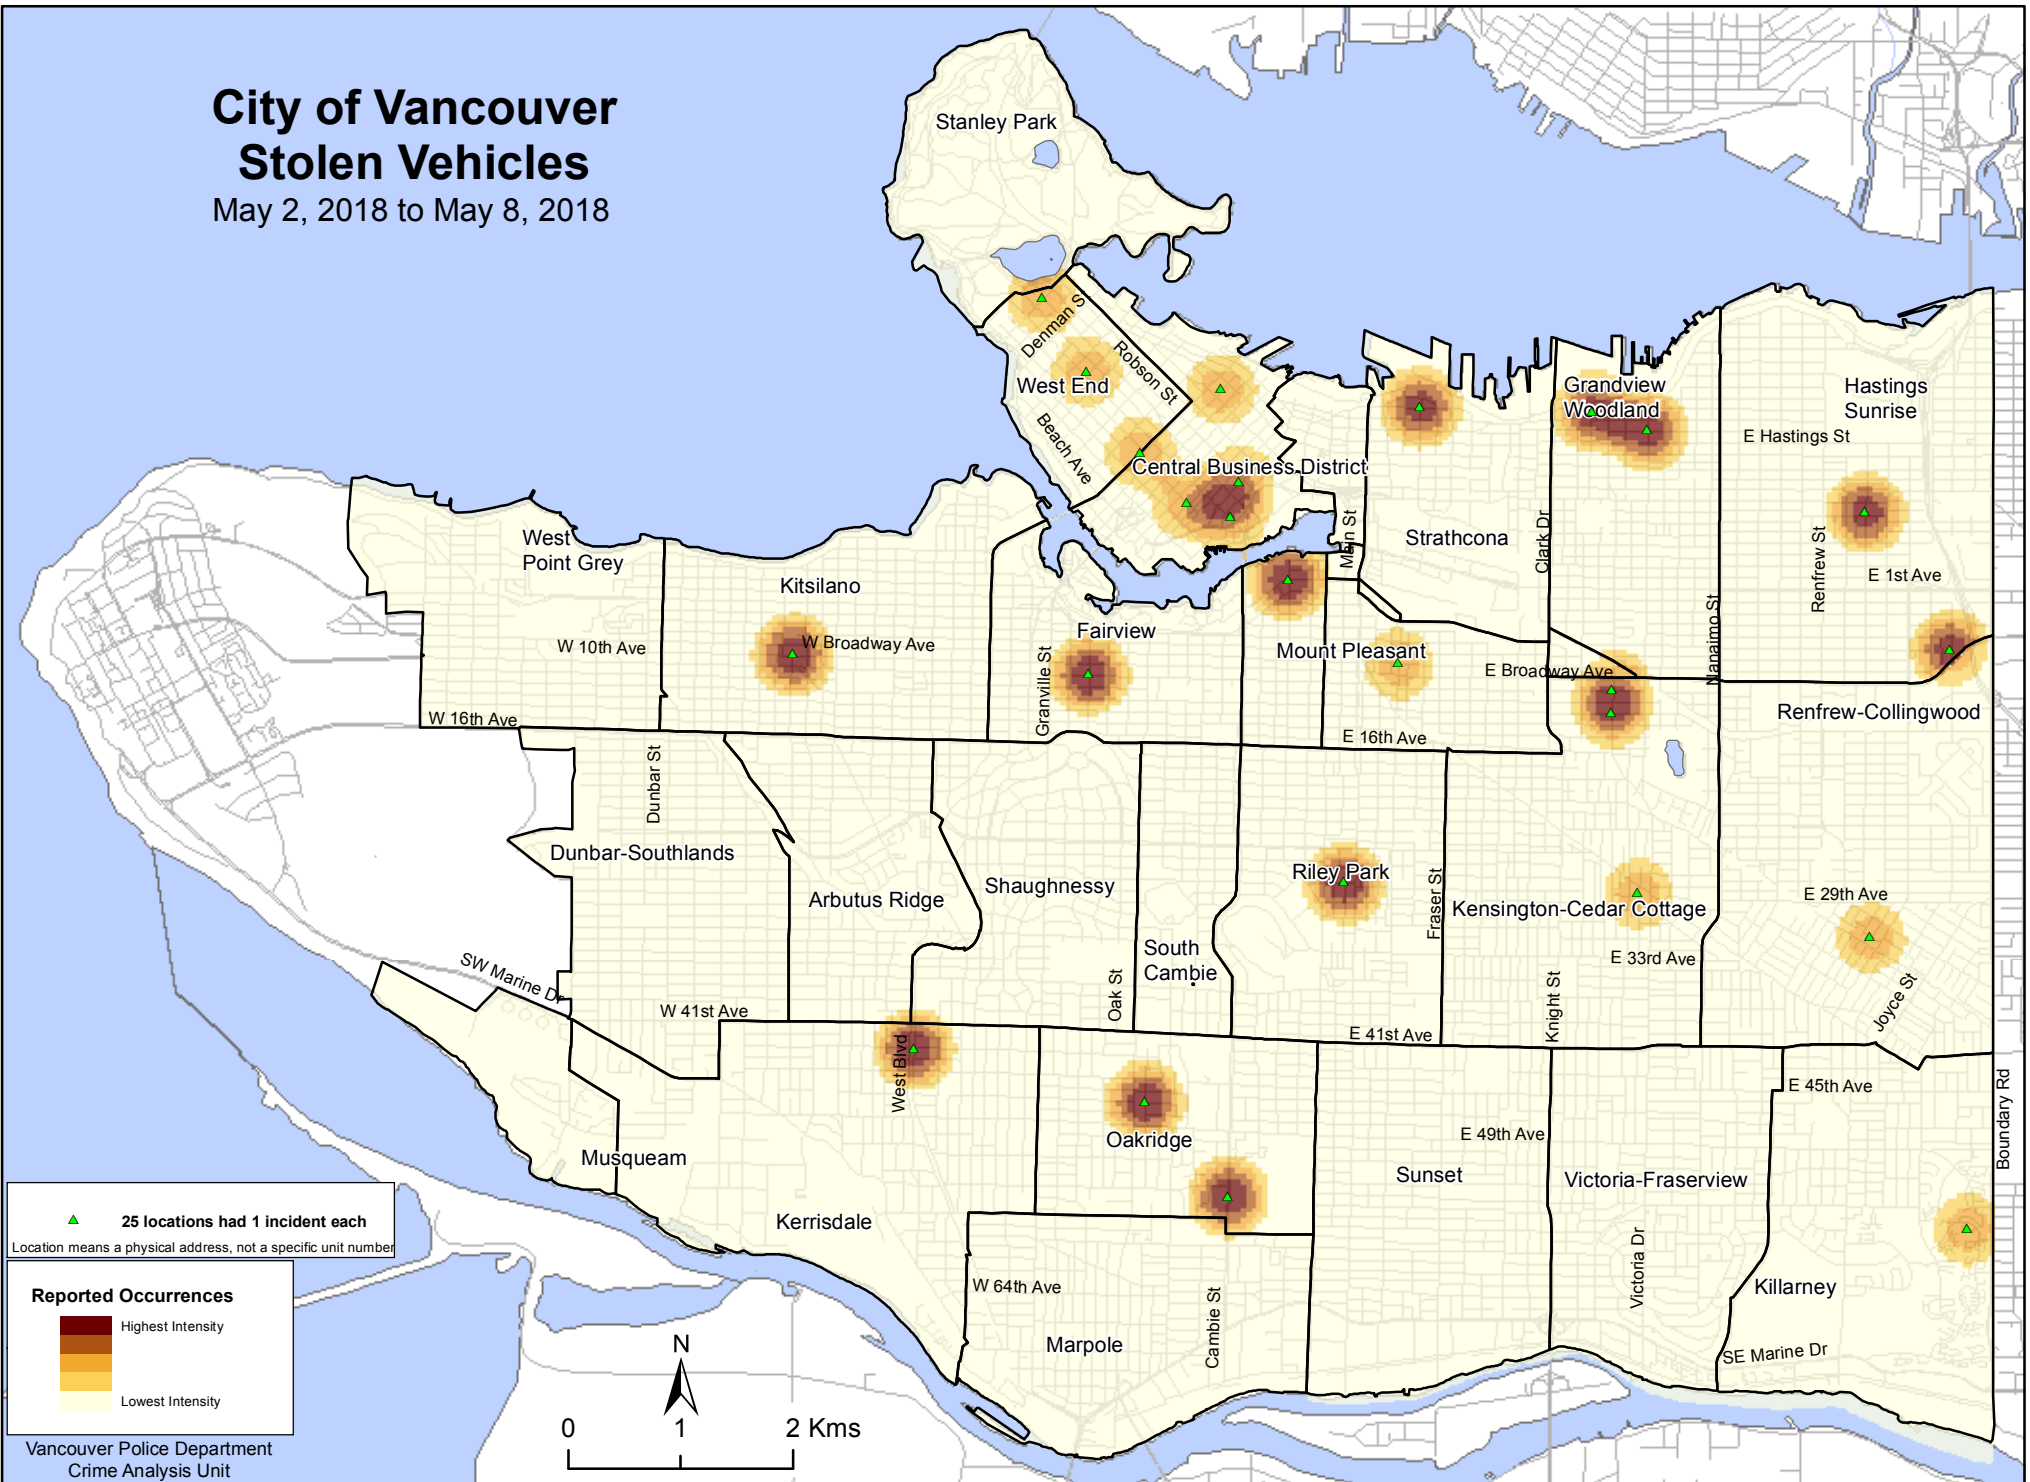 City of Vancouver
Stolen Vehicles
May 2, 2018 to May 8, 2018
Stanley Park
Denman S
Robson St
West End
Beach Ave
Central Business District
Main St
Grandview
Woodland
Hastings
Sunrise
E Hastings St
Strathcona
Clark Dr
Renfrew St
E 1st Ave
Nanaimo St
West
Point Grey
Kitsilano
W 10th Ave
W Broadway Ave
Fairview
Granville St
Mount Pleasant
E Broadway Ave
W 16th Ave
E 16th Ave
Renfrew-Collingwood
Dunbar St
Dunbar-Southlands
Arbutus Ridge
Shaughnessy
South
Cambie
Oak St
Riley Park
Fraser St
Kensington-Cedar Cottage
E 29th Ave
E 33rd Ave
Knight St
Joyce St
SW Marine Dr
W 41st Ave
E 41st Ave
West Blvd
E 45th Ave
Boundary Rd
Oakridge
E 49th Ave
Musqueam
Kerrisdale
Sunset
Victoria-Fraserview
Victoria Dr
Killarney
W 64th Ave
Cambie St
Marpole
SE Marine Dr
25 locations had 1 incident each
Location means a physical address, not a specific unit number
Reported Occurrences
Highest Intensity
Lowest Intensity
Vancouver Police Department
Crime Analysis Unit
N
0 1 2 Kms